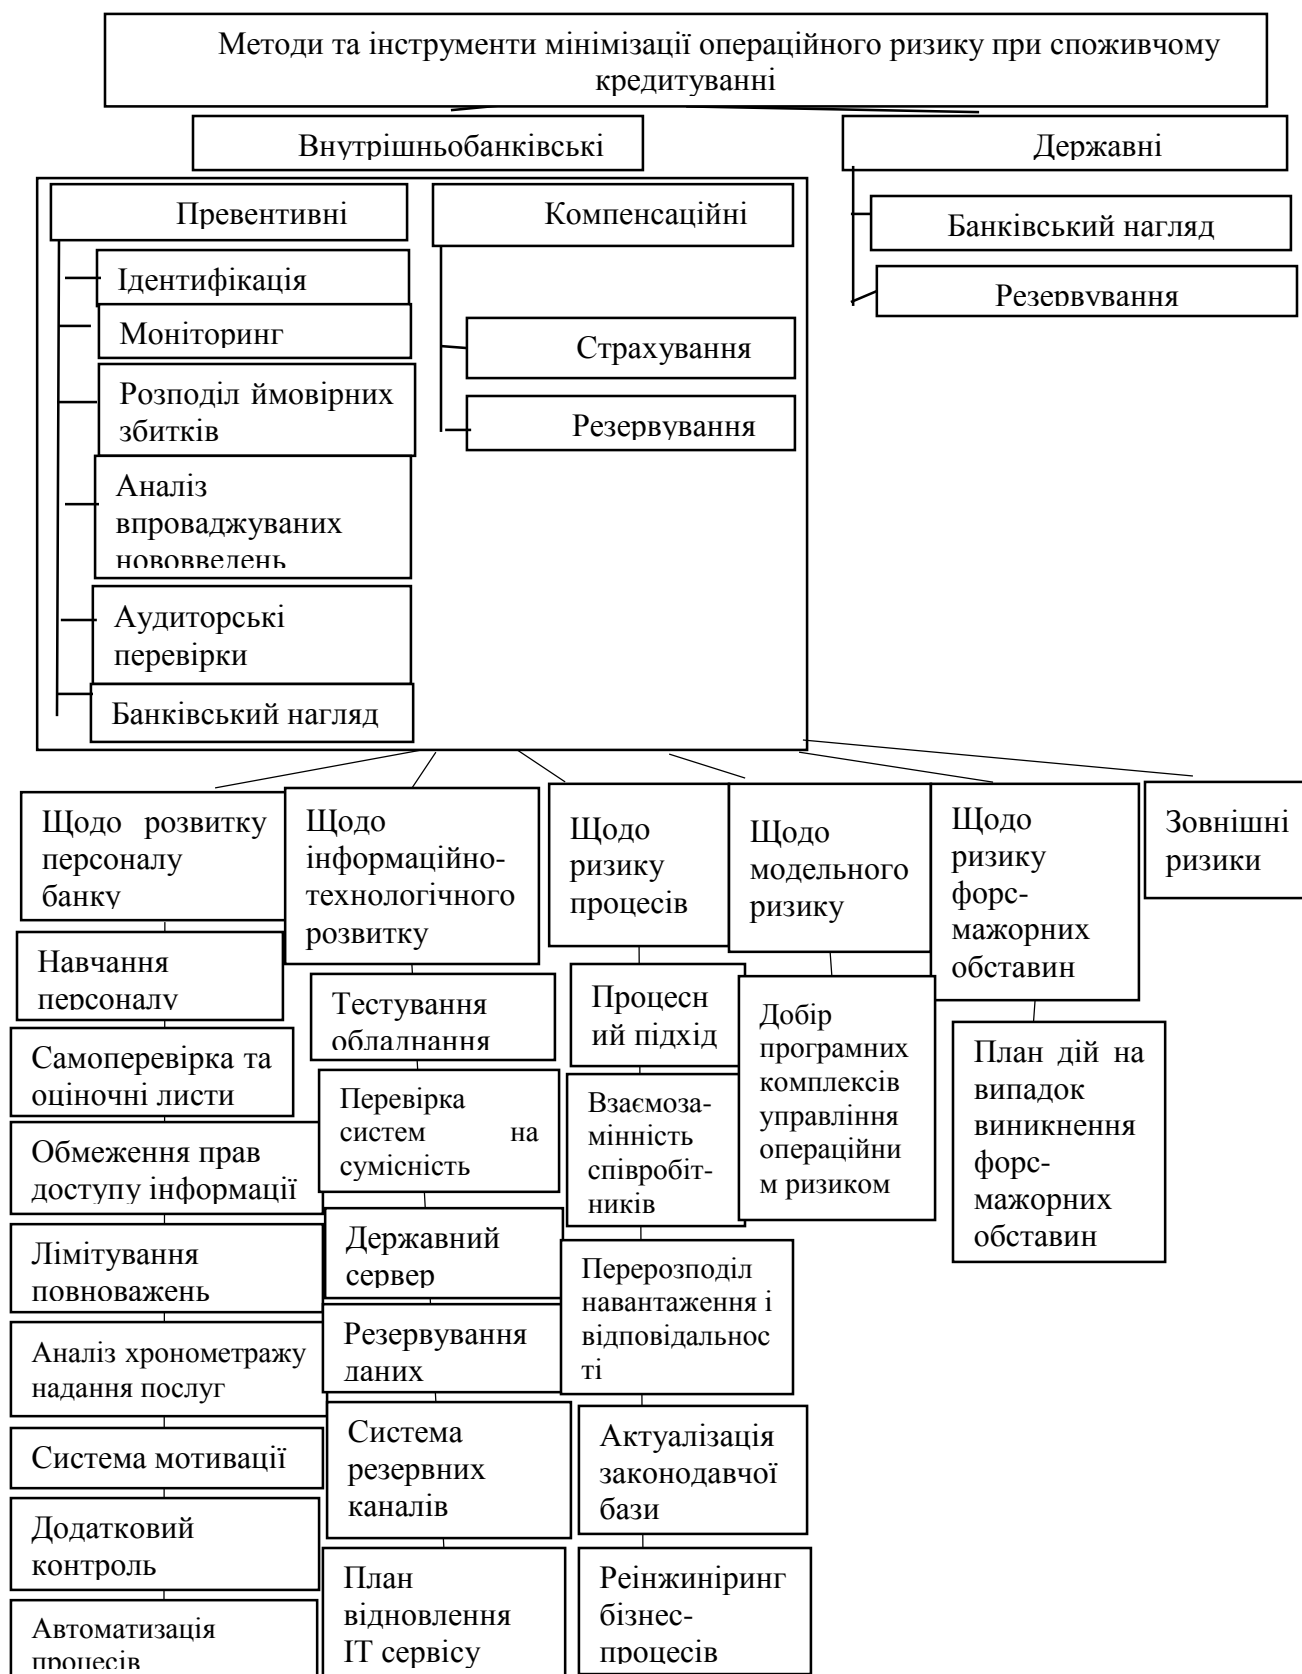 Методи та інструменти мінімізації операційного ризику при споживчому
кредитуванні
Внутрішньобанківські
Державні
Превентивні
Компенсаційні
Банківський нагляд
Резервування
Ідентифікація
Моніторинг
Розподіл ймовірних
збитків
Аналіз
впроваджуваних
нововведень
Аудиторські
перевірки
Банківський нагляд
Страхування
Резервування
Щодо розвитку
персоналу
банку
Навчання
персоналу
Самоперевірка та
оціночні листи
Обмеження прав
доступу інформації
Лімітування
повноважень
Аналіз хронометражу
надання послуг
Система мотивації
Додатковий
контроль
Автоматизація
процесів
Щодо
інформаційно-
технологічного
розвитку
Тестування
обладнання
Перевірка
систем на
сумісність
Державний
сервер
Резервування
даних
Система
резервних
каналів
План
відновлення
ІТ сервісу
Щодо
ризику
процесів
Процесн
ий підхід
Взаємоза-
мінність
співробіт-
ників
Перерозподіл
навантаження і
відповідальнос
ті
Актуалізація
законодавчої
бази
Реінжиніринг
бізнес-
процесів
Щодо
модельного
ризику
Добір
програмних
комплексів
управління
операційни
м ризиком
Щодо
ризику
форс-
мажорних
обставин
План дій на
випадок
виникнення
форс-
мажорних
обставин
Зовнішні
ризики